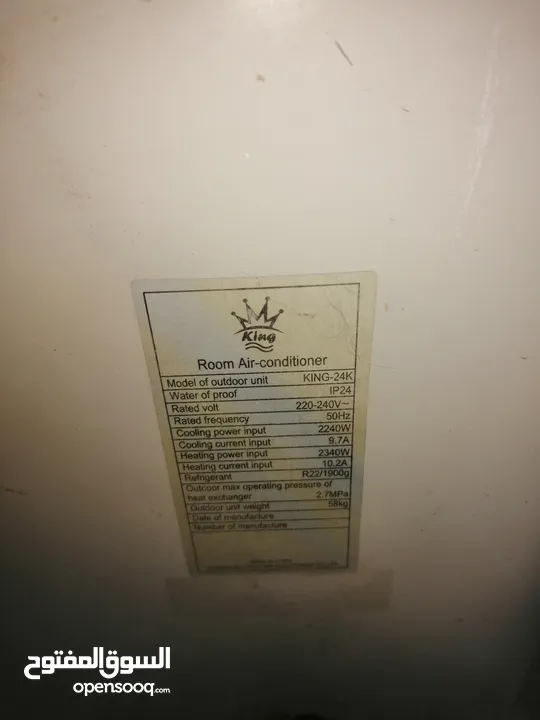 King
Room Air-conditioner
Model of outdoor unit KING-24K
Water of proof IP24
Rated volt 220-240V~
Rated frequency 50Hz
Cooling power input 2240W
Cooling current input 9.7A
Heating power input 2340W
Heating current input 10.2A
Refrigerant R22/1900g
Outdoor max operating pressure of
heat exchanger 2.7MPa
Outdoor unit weight 58kg
Date of manufacture
Number of manufacture
السوق المفتوح
opensooq.com